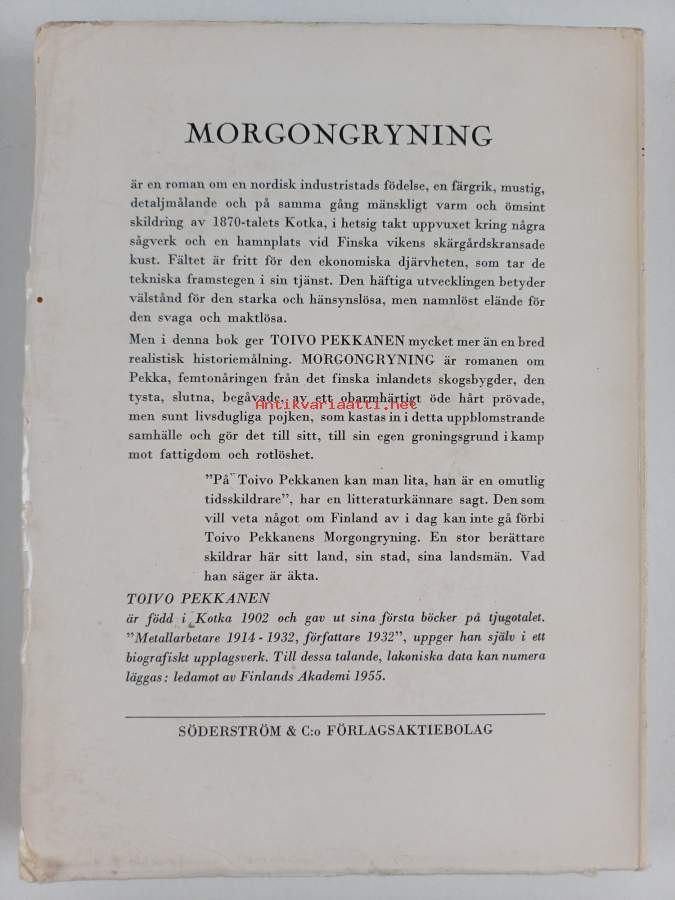 MORGONGRYNING
är en roman om en nordisk industristads födelse, en färgrik, mustig,
detaljmålande och på samma gång mänskligt varm och ömsint
skildring av 1870-talets Kotka, i hetsig takt uppvuxet kring några
sågverk och en hamnplats vid Finska vikens skärgårdskransade
kust. Fältet är fritt för den ekonomiska djärvheten, som tar de
tekniska framstegen i sin tjänst. Den häftiga utvecklingen betyder
välstånd för den starka och hänsynslösa, men namnlöst elände för
den svaga och maktlösa.
Men i denna bok ger TOIVO PEKKANEN mycket mer än en bred
realistisk historiemålning. MORGONGRYNING är romanen om
Pekka, femtonåringen från det finska inlandets skogsbygder, den
tysta, slutna, begåvade, av ett obarmhärtigt öde hårt prövade,
Antikvariaatti.net
men sunt livsdugliga pojken, som kastas in i detta uppblomstrande
samhälle och gör det till sitt, till sin egen groningsgrund i kamp
mot fattigdom och rotlöshet.
"På Toivo Pekkanen kan man lita, han är en omutlig
tidsskildrare", har en litteraturkännare sagt. Den som
vill veta något om Finland av i dag kan inte gå förbi
Toivo Pekkanens Morgongryning. En stor berättare
skildrar här sitt land, sin stad, sina landsmän. Vad
han säger är äkta.
TOIVO PEKKANEN
är född i Kotka 1902 och gav ut sina första böcker på tjugotalet.
"Metallarbetare 1914-1932, författare 1932", uppger han själv i ett
biografiskt upplagsverk. Till dessa talande, lakoniska data kan numera
läggas: ledamot av Finlands Akademi 1955.
SÖDERSTRÖM & C:o FÖRLAGSAKTIEBOLAG